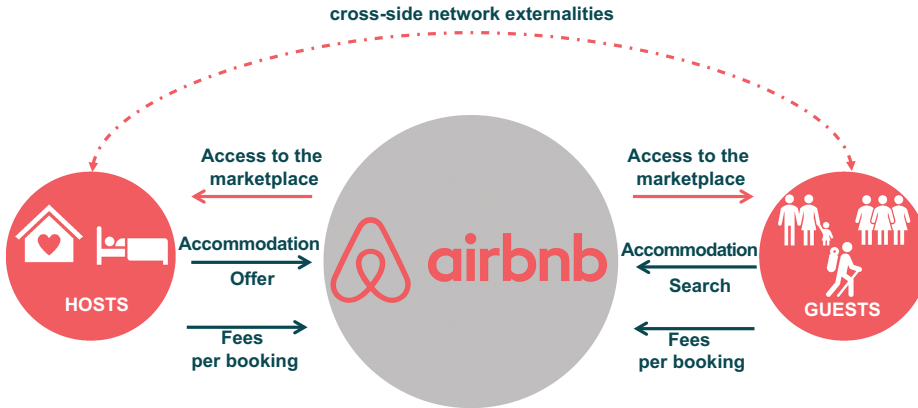 cross-side network externalities
Access to the
marketplace
Access to the
marketplace
Accommodation
Offer
airbnb
Accommodation
Search
HOSTS
GUESTS
Fees
per booking
Fees
per booking